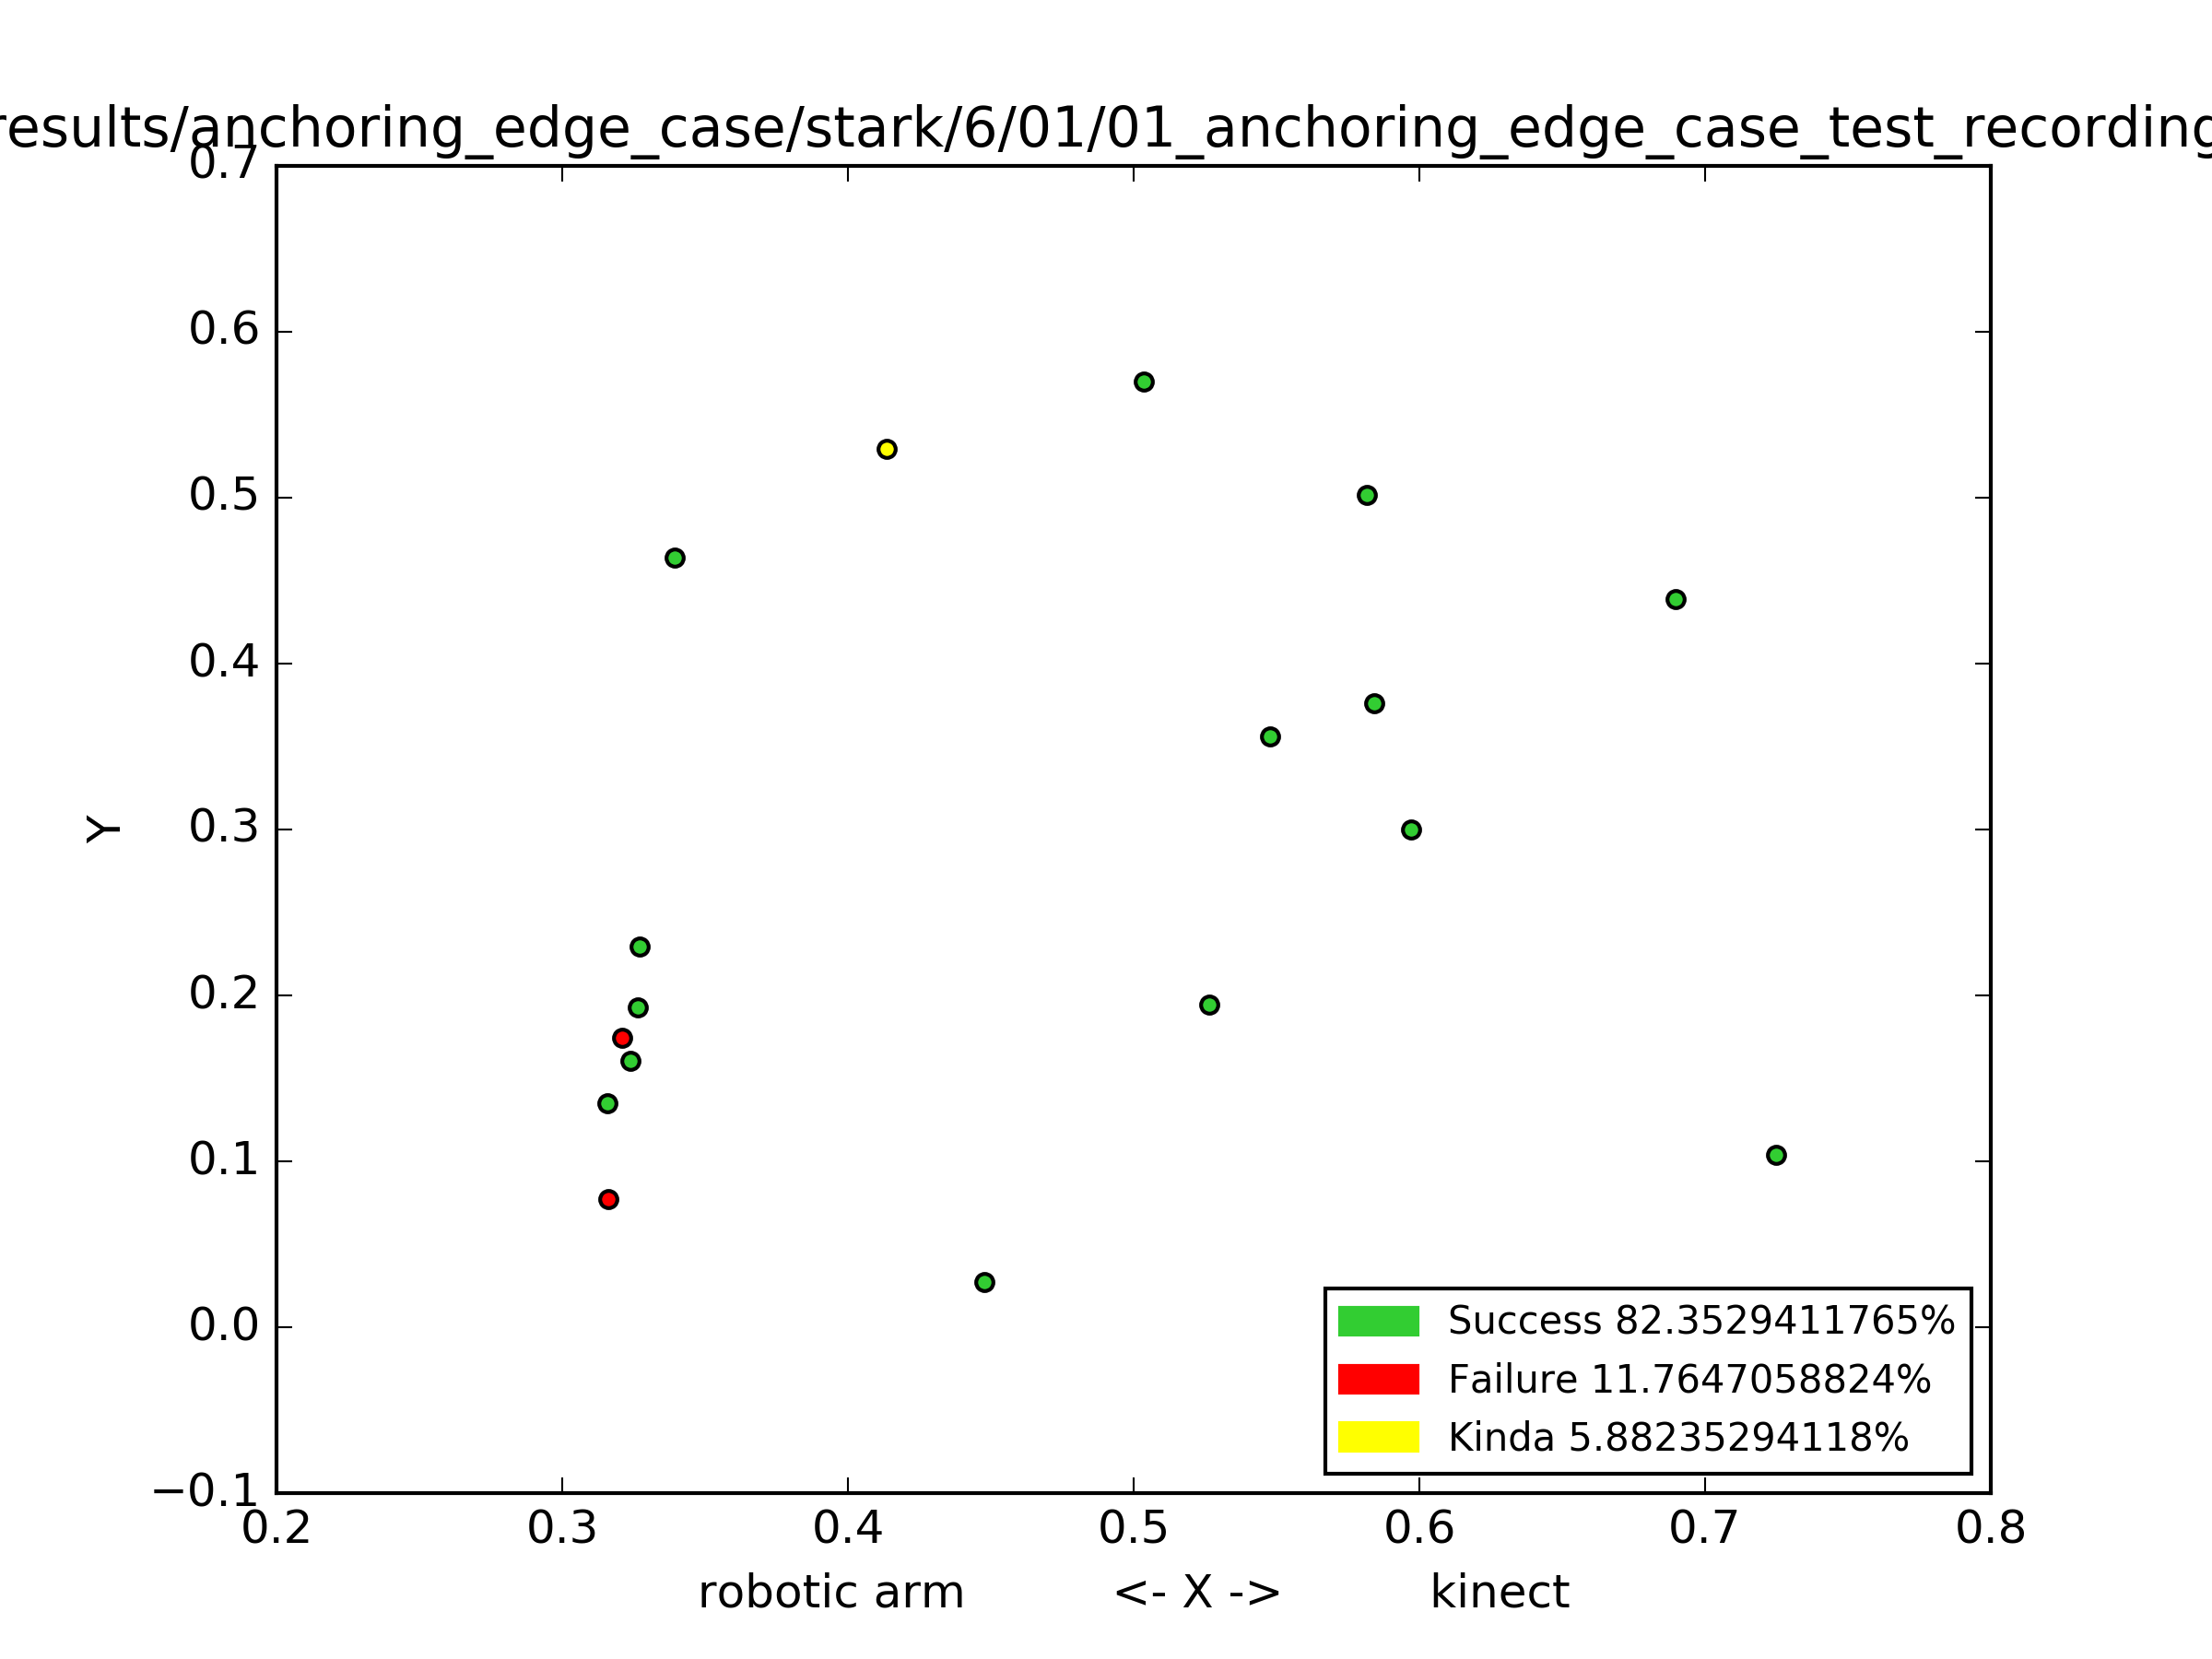 results/anchoring_edge_case/stark/6/01/01_anchoring_edge_case_test_recording
0.7
0.6
0.5
0.4
0.3
0.2
0.1
0.0
−0.1
Y
Success 82.3529411765%
Failure 11.7647058824%
Kinda 5.88235294118%
0.2 0.3 0.4 0.5 0.6 0.7 0.8
robotic arm <- X -> kinect